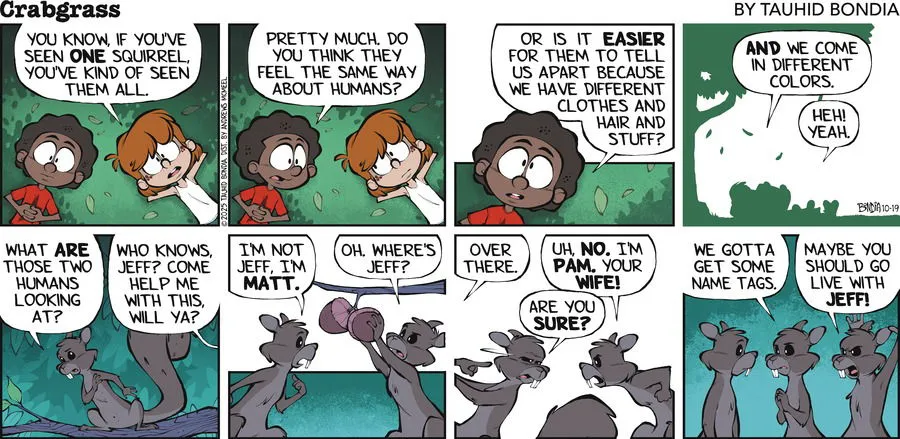 Crabgrass
BY TAUHID BONDIA
YOU KNOW, IF YOU'VE
SEEN ONE SQUIRREL,
YOU'VE KIND OF SEEN
THEM ALL.
©2025 TAUHID BONDIA. DIST. BY ANDREWS MCMEEL
PRETTY MUCH. DO
YOU THINK THEY
FEEL THE SAME WAY
ABOUT HUMANS?
OR IS IT EASIER
FOR THEM TO TELL
US APART BECAUSE
WE HAVE DIFFERENT
CLOTHES AND
HAIR AND
STUFF?
AND WE COME
IN DIFFERENT
COLORS.
HEH!
YEAH.
BONDIA 10-19
WHAT ARE
THOSE TWO
HUMANS
LOOKING
AT?
WHO KNOWS,
JEFF? COME
HELP ME
WITH THIS,
WILL YA?
I'M NOT
JEFF, I'M
MATT.
OH. WHERE'S
JEFF?
OVER
THERE.
UH, NO. I'M
PAM. YOUR
WIFE!
ARE YOU
SURE?
WE GOTTA
GET SOME
NAME TAGS.
MAYBE YOU
SHOULD GO
LIVE WITH
JEFF!